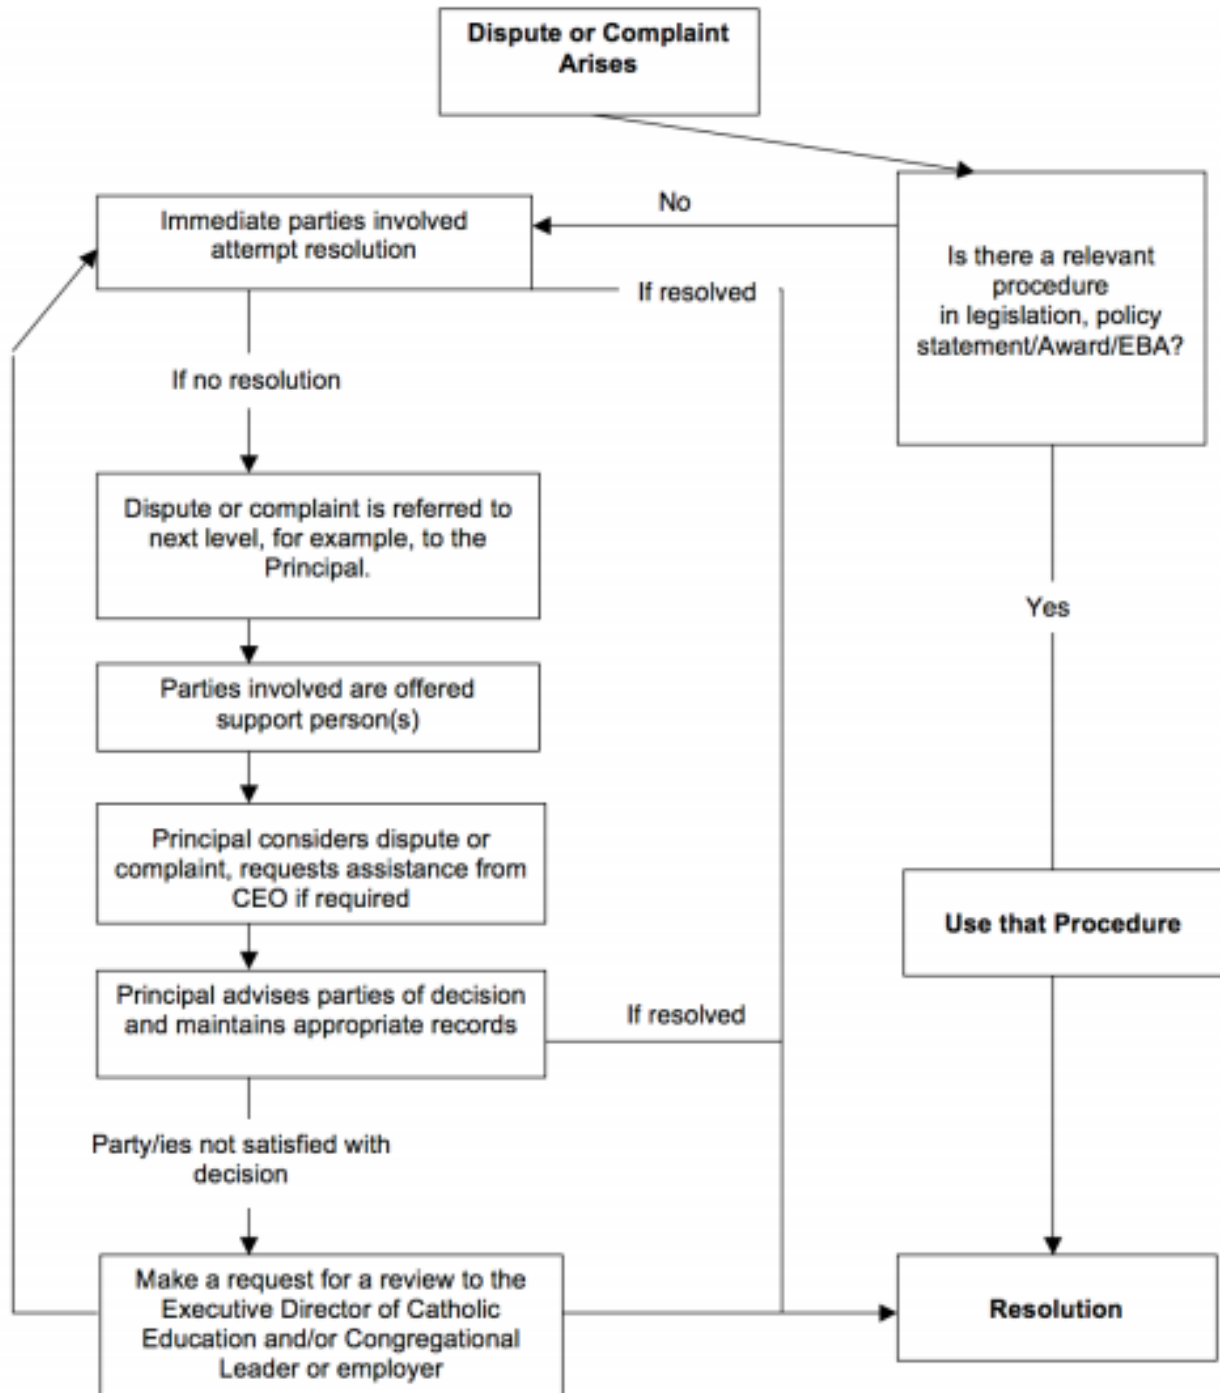 Dispute or Complaint
Arises
No
Immediate parties involved
attempt resolution
Is there a relevant
procedure
in legislation, policy
statement/Award/EBA?
If resolved
If no resolution
Dispute or complaint is referred to
next level, for example, to the
Principal.
Yes
Parties involved are offered
support person(s)
Principal considers dispute or
complaint, requests assistance from
CEO if required
Use that Procedure
Principal advises parties of decision
and maintains appropriate records
If resolved
Party/ies not satisfied with
decision
Make a request for a review to the
Executive Director of Catholic
Education and/or Congregational
Leader or employer
Resolution